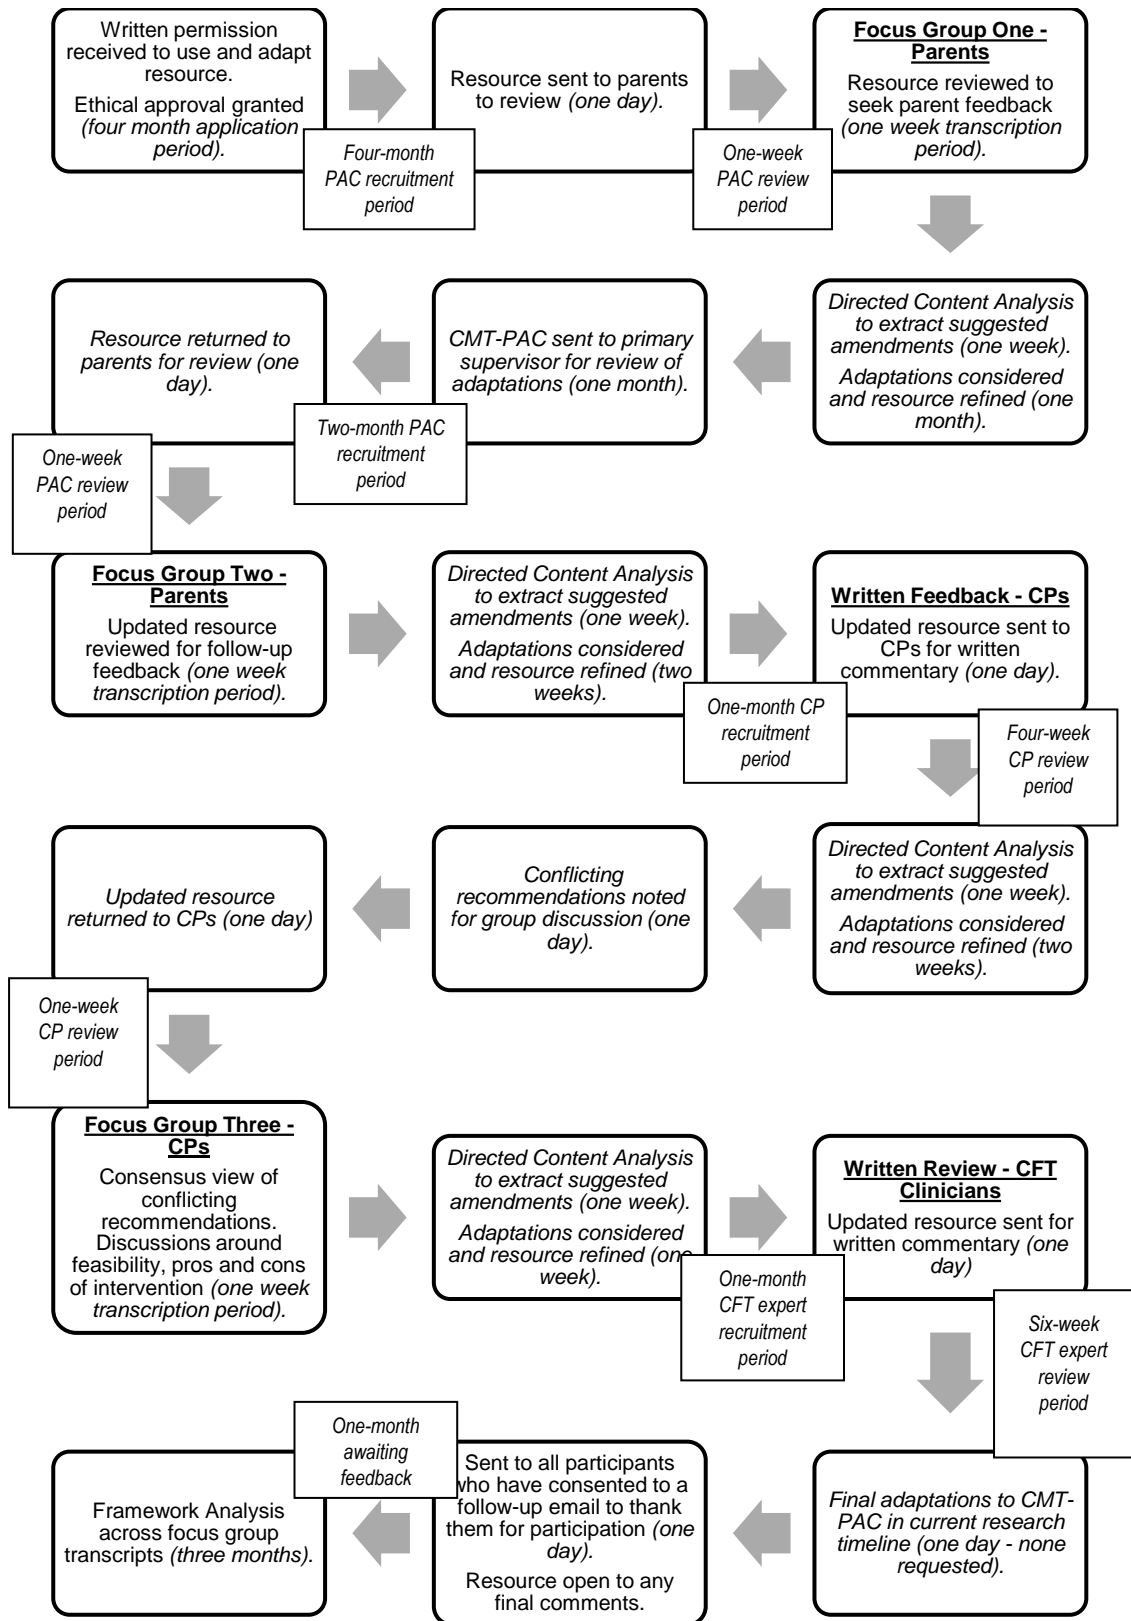 Written permission
received to use and adapt
resource.
Ethical approval granted
(four month application
period).
Four-month
PAC recruitment
period
Resource sent to parents
to review (one day).
One-week
PAC review
period
Focus Group One -
Parents
Resource reviewed to
seek parent feedback
(one week transcription
period).
Directed Content Analysis
to extract suggested
amendments (one week).
Adaptations considered
and resource refined (one
month).
CMT-PAC sent to primary
supervisor for review of
adaptations (one month).
Two-month PAC
recruitment
period
Resource returned to
parents for review (one
day).
One-week
PAC review
period
Focus Group Two -
Parents
Updated resource
reviewed for follow-up
feedback (one week
transcription period).
Directed Content Analysis
to extract suggested
amendments (one week).
Adaptations considered
and resource refined (two
weeks).
One-month CP
recruitment
period
Written Feedback - CPs
Updated resource sent to
CPs for written
commentary (one day).
Four-week
CP review
period
Directed Content Analysis
to extract suggested
amendments (one week).
Adaptations considered
and resource refined (two
weeks).
Conflicting
recommendations noted
for group discussion (one
day).
Updated resource
returned to CPs (one day)
One-week
CP review
period
Focus Group Three -
CPs
Consensus view of
conflicting
recommendations.
Discussions around
feasibility, pros and cons
of intervention (one week
transcription period).
Directed Content Analysis
to extract suggested
amendments (one week).
Adaptations considered
and resource refined (one
week).
One-month
CFT expert
recruitment
period
Written Review - CFT
Clinicians
Updated resource sent for
written commentary (one
day)
Six-week
CFT expert
review
period
Final adaptations to CMT-
PAC in current research
timeline (one day - none
requested).
Sent to all participants
who have consented to a
follow-up email to thank
them for participation (one
day).
Resource open to any
final comments.
One-month
awaiting
feedback
Framework Analysis
across focus group
transcripts (three months).